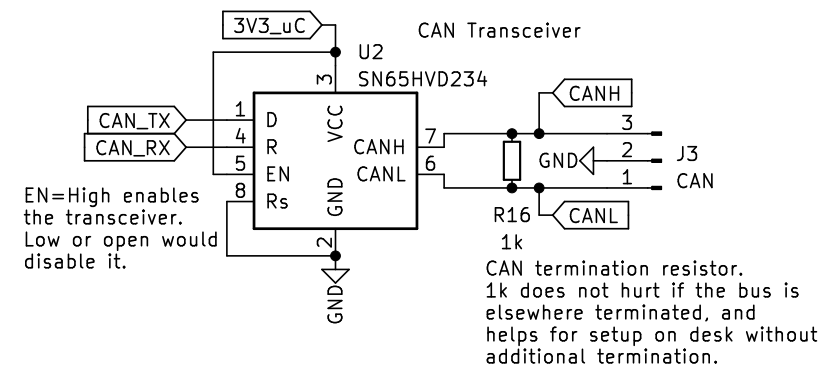 3V3_uC
CAN Transceiver
U2
SN65HVD234
3
VCC
CAN_TX
1
D
CAN_RX
4
R
5
EN
8
Rs
GND
2
GND
CANH
7
CANL
6
CANH
3
GND
2
1
J3
CAN
CANL
R16
1k
EN=High enables
the transceiver.
Low or open would
disable it.
CAN termination resistor.
1k does not hurt if the bus is
elsewhere terminated, and
helps for setup on desk without
additional termination.